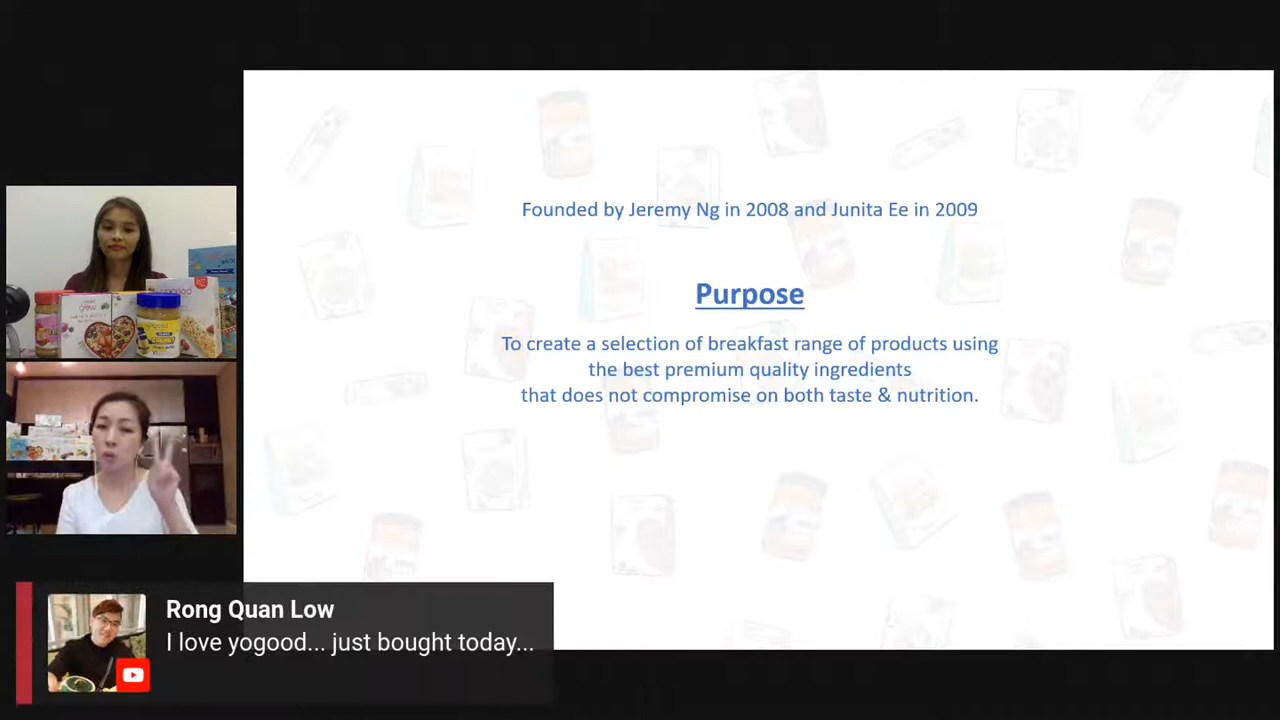 Founded by Jeremy Ng in 2008 and Junita Ee in 2009
Purpose
To create a selection of breakfast range of products using
the best premium quality ingredients
that does not compromise on both taste & nutrition.
Rong Quan Low
I love yogood... just bought today...